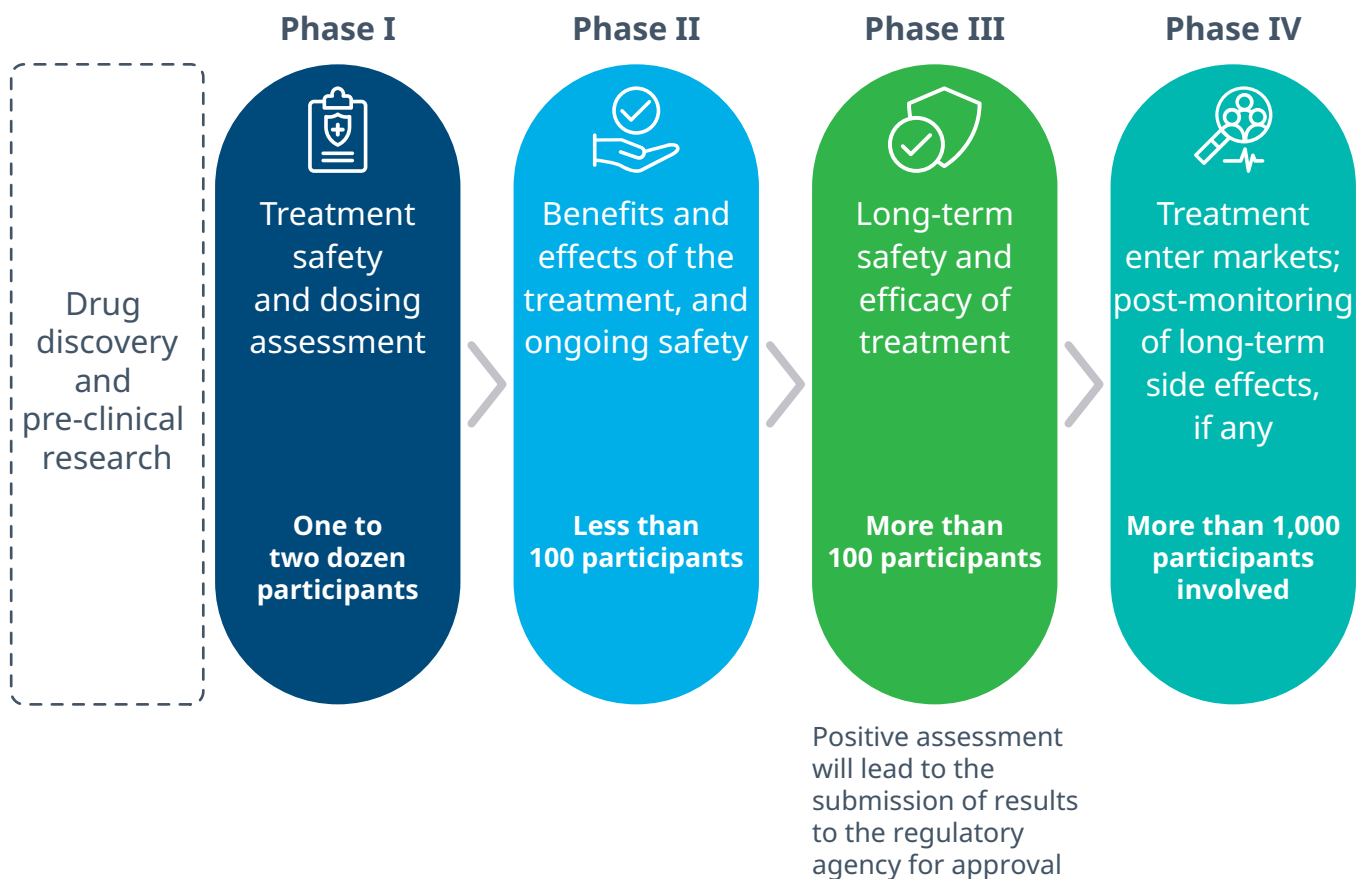 Phase I
Phase II
Phase III
Phase IV
Drug
discovery
and
pre-clinical
research
Treatment
safety
and dosing
assessment
One to
two dozen
participants
Benefits and
effects of the
treatment, and
ongoing safety
Less than
100 participants
Long-term
safety and
efficacy of
treatment
More than
100 participants
Treatment
enter markets;
post-monitoring
of long-term
side effects,
if any
More than 1,000
participants
involved
Positive assessment
will lead to the
submission of results
to the regulatory
agency for approval